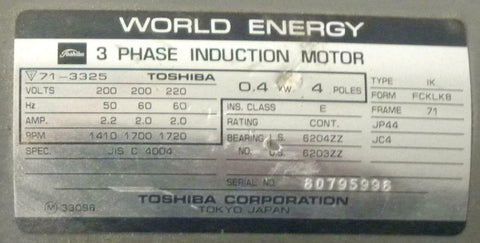 WORLD ENERGY
Toshiba 3 PHASE INDUCTION MOTOR
▽71-3325 TOSHIBA 0.4 KW 4 POLES TYPE IK
VOLTS 200 200 220 FORM FCKLK8
Hz 50 60 60 INS. CLASS E FRAME 71
AMP. 2.2 2.0 2.0 RATING CONT. JP44
RPM 1410 1700 1720 BEARING L.S. 6204ZZ JC4
SPEC. JIS C 4004 NO. O.S. 6203ZZ
SERIAL NO. 80795998
TOSHIBA CORPORATION
Ⓜ 33096 TOKYO JAPAN